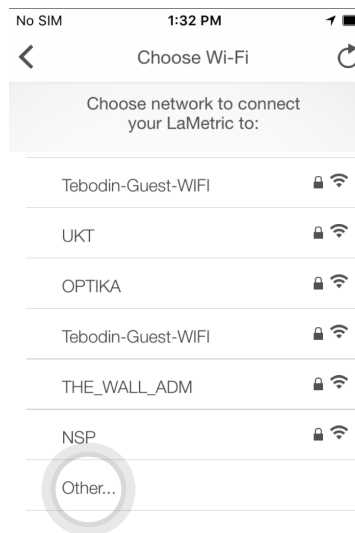 No SIM 1:32 PM
Choose Wi-Fi
Choose network to connect
your LaMetric to:
Tebodin-Guest-WIFI
UKT
OPTIKA
Tebodin-Guest-WIFI
THE_WALL_ADM
NSP
Other...